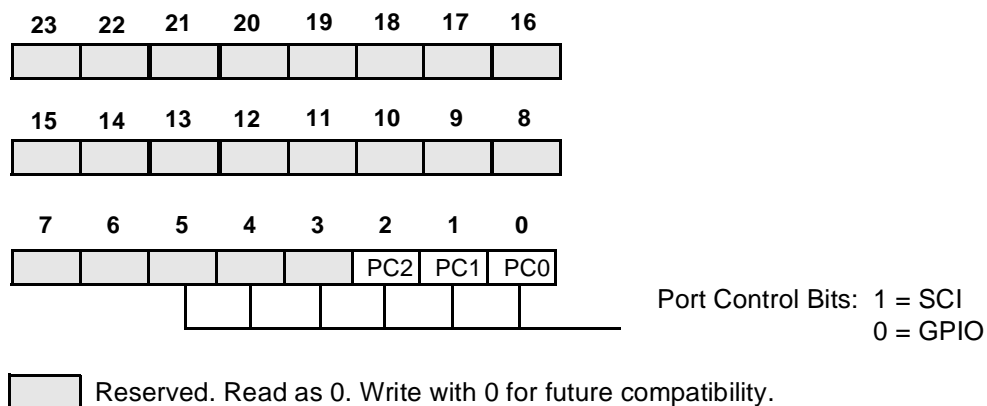 23 22 21 20 19 18 17 16
15 14 13 12 11 10 9 8
7 6 5 4 3 2 1 0
PC2 PC1 PC0
Port Control Bits: 1 = SCI
0 = GPIO
Reserved. Read as 0. Write with 0 for future compatibility.